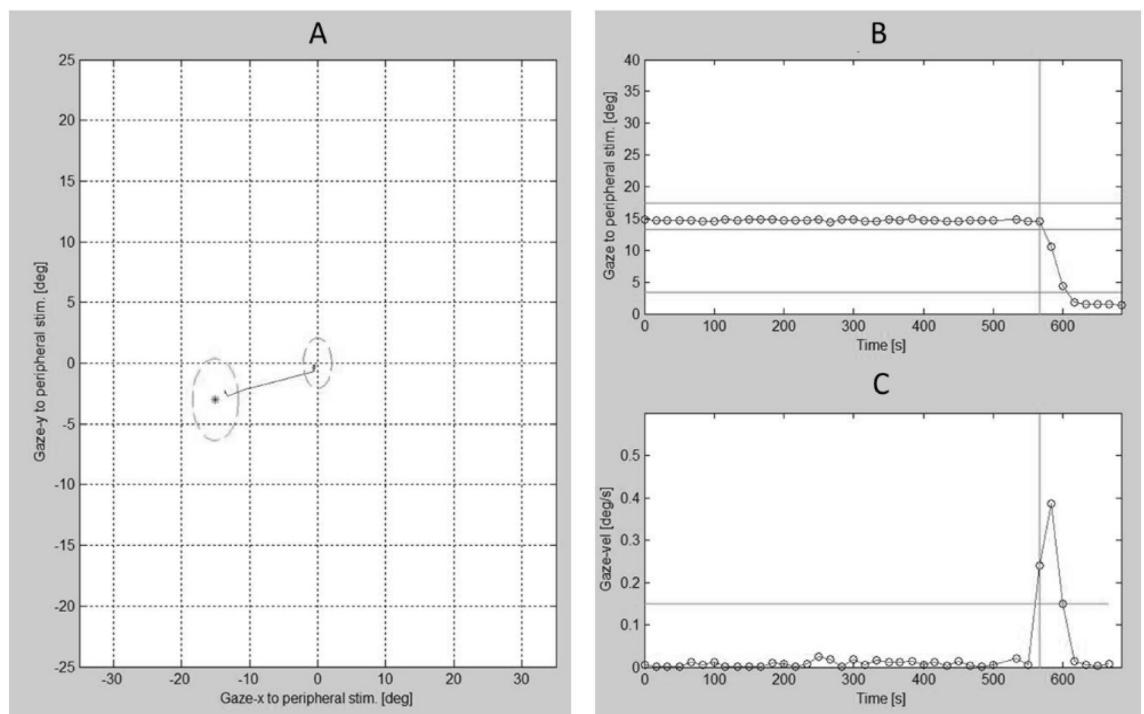 A
25
20
15
10
5
0
-5
-10
-15
-20
-25
-30 -20 -10 0 10 20 30
Gaze-y to peripheral stim. [deg]
Gaze-x to peripheral stim. [deg]
B
40
35
30
25
20
15
10
5
0
0 100 200 300 400 500 600
Gaze to peripheral stim. [deg]
Time [s]
C
0.5
0.4
0.3
0.2
0.1
0
0 100 200 300 400 500 600
Gaze-vel [deg/s]
Time [s]